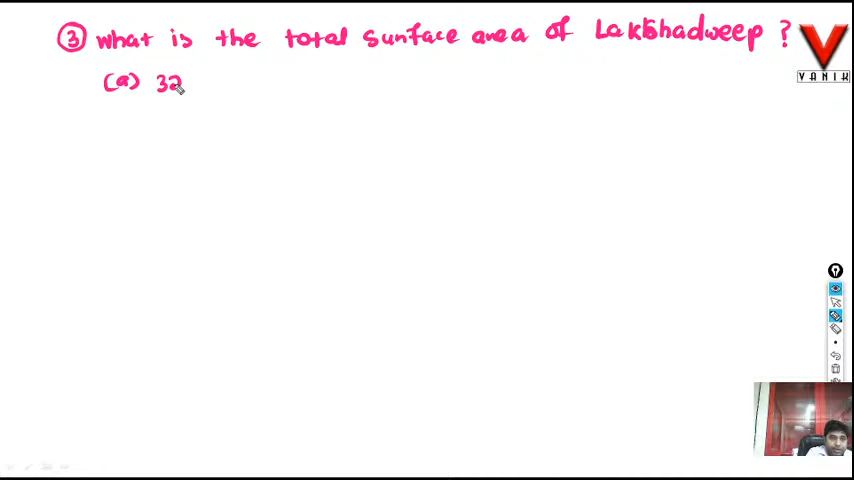 ③ What is the total surface area of Lakshadweep ?
(a) 32
VANIK